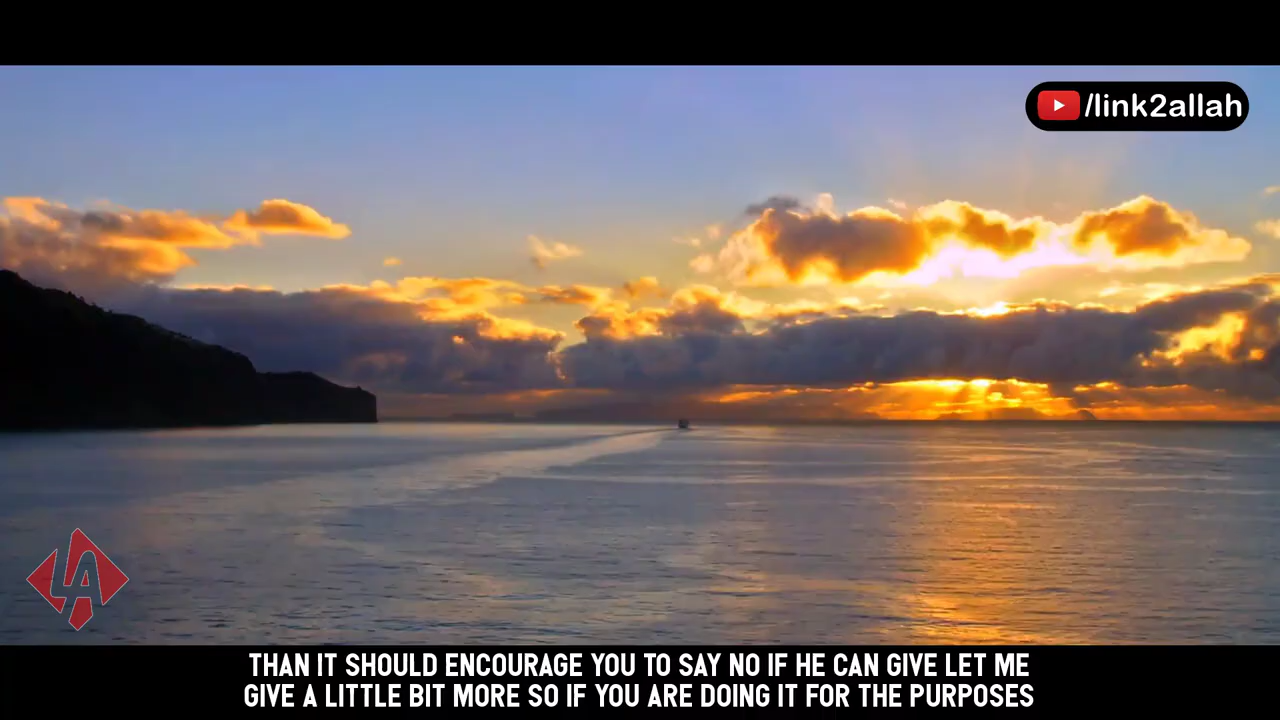 /link2allah
LA
THAN IT SHOULD ENCOURAGE YOU TO SAY NO IF HE CAN GIVE LET ME
GIVE A LITTLE BIT MORE SO IF YOU ARE DOING IT FOR THE PURPOSES